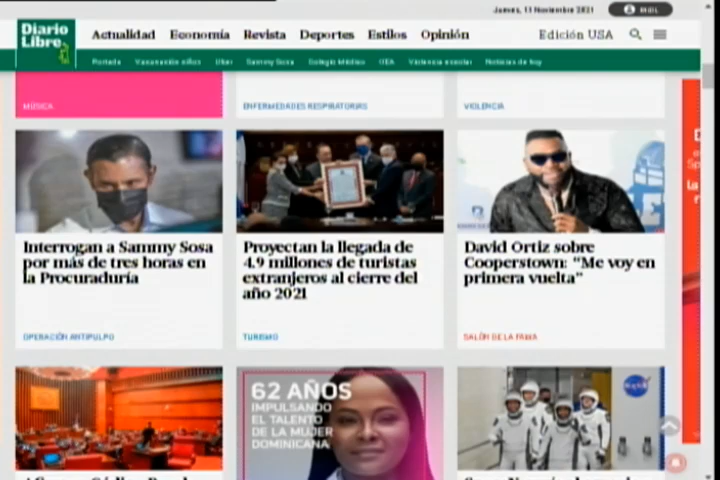 Jueves, 11 Noviembre 2021
Diario
Libre
Actualidad Economía Revista Deportes Estilos Opinión Edición USA
Portada Vacunación niños Uber Sammy Sosa Colegio Médico UEA Violencia escolar Noticias de hoy
MÚSICA
ENFERMEDADES RESPIRATORIAS
VIOLENCIA
Interrogan a Sammy Sosa
por más de tres horas en
la Procuraduría
OPERACIÓN ANTIPULPO
Proyectan la llegada de
4,9 millones de turistas
extranjeros al cierre del
año 2021
TURISMO
David Ortiz sobre
Cooperstown: “Me voy en
primera vuelta”
SALÓN DE LA FAMA
62 AÑOS
IMPULSANDO
EL TALENTO
DE LA MUJER
DOMINICANA
NASA